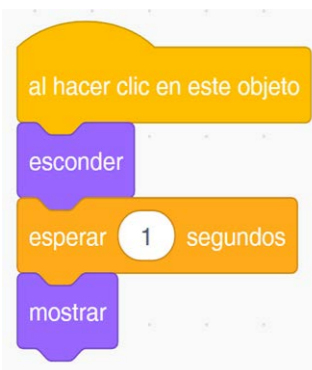 al hacer clic en este objeto
esconder
esperar 1 segundos
mostrar